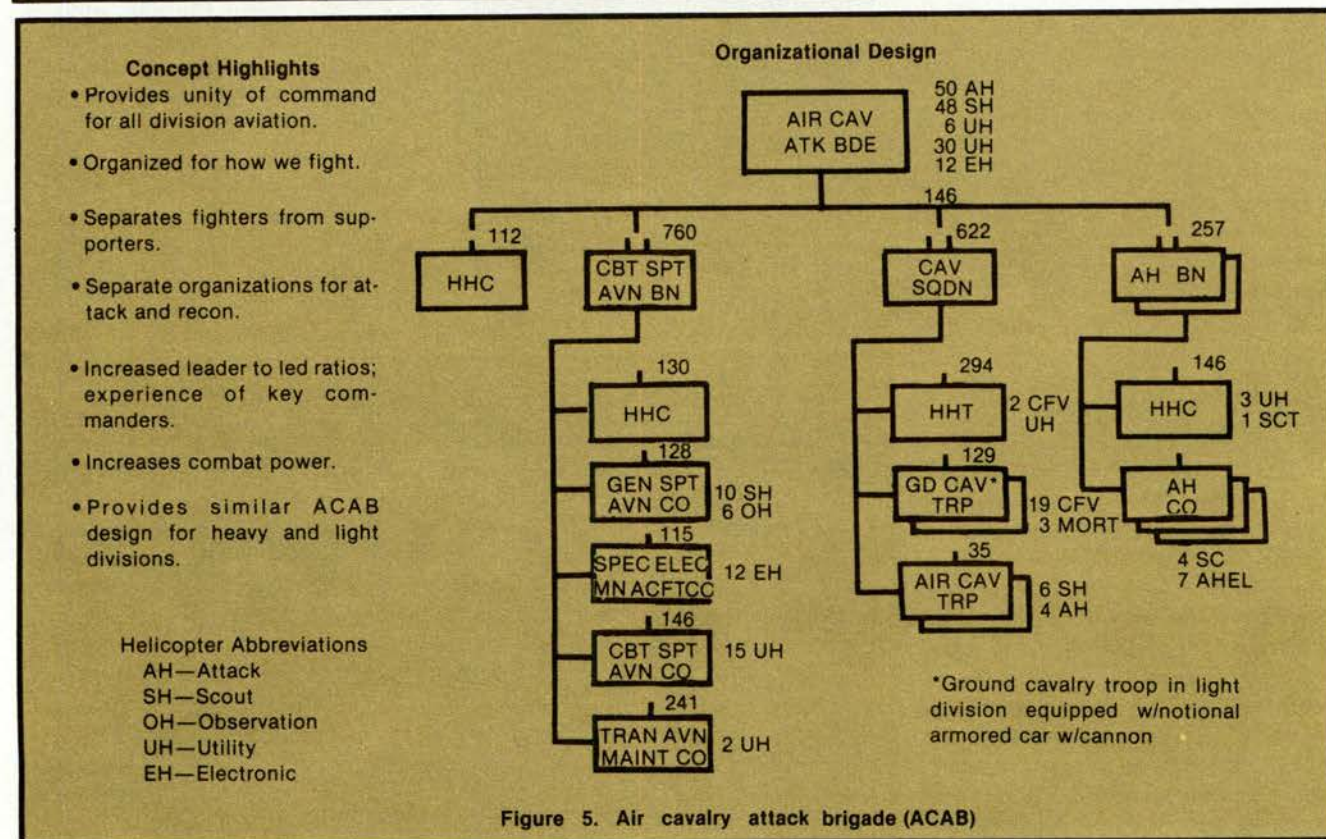 Concept Highlights
• Provides unity of command
for all division aviation.
• Organized for how we fight.
• Separates fighters from sup-
porters.
• Separate organizations for at-
tack and recon.
• Increased leader to led ratios;
experience of key com-
manders.
• Increases combat power.
• Provides similar ACAB
design for heavy and light
divisions.
Helicopter Abbreviations
AH—Attack
SH—Scout
OH—Observation
UH—Utility
EH—Electronic
Organizational Design
AIR CAV
ATK BDE
50 AH
48 SH
6 UH
30 UH
12 EH
146
112
HHC
760
CBT SPT
AVN BN
130
HHC
128
GEN SPT
AVN CO
10 SH
6 OH
115
SPEC ELEC
MN ACFTCC
12 EH
146
CBT SPT
AVN CO
15 UH
241
TRAN AVN
MAINT CO
2 UH
622
CAV
SQDN
294
HHT
2 CFV
UH
129
GD CAV*
TRP
19 CFV
3 MORT
35
AIR CAV
TRP
6 SH
4 AH
257
AH BN
146
HHC
3 UH
1 SCT
AH
CO
4 SC
7 AHEL
*Ground cavalry troop in light
division equipped w/notional
armored car w/cannon
Figure 5. Air cavalry attack brigade (ACAB)